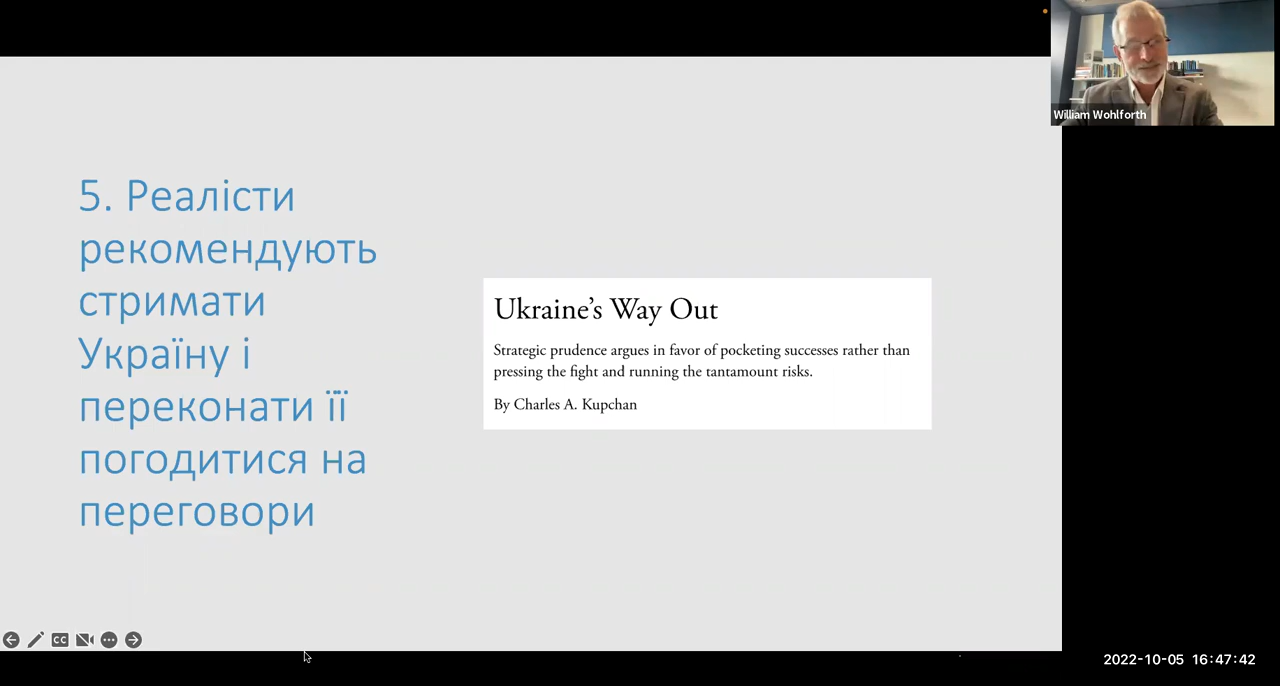 5. Реалісти
рекомендують
стримати
Україну і
переконати її
погодитися на
переговори
Ukraine’s Way Out
Strategic prudence argues in favor of pocketing successes rather than
pressing the fight and running the tantamount risks.
By Charles A. Kupchan
William Wohlforth
CC
2022-10-05 16:47:42